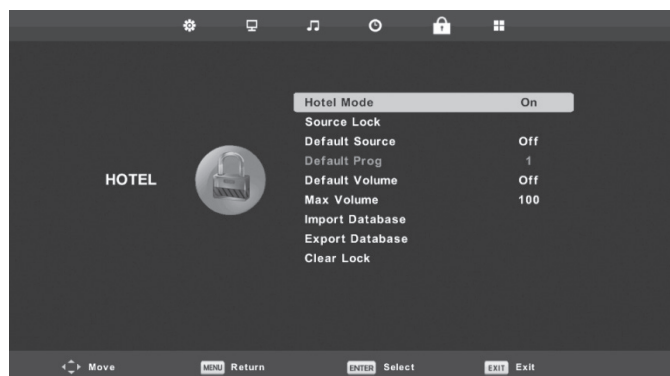 Hotel Mode On
Source Lock
Default Source Off
Default Prog 1
HOTEL
Default Volume Off
Max Volume 100
Import Database
Export Database
Clear Lock
Move MENU Return ENTER Select EXIT Exit